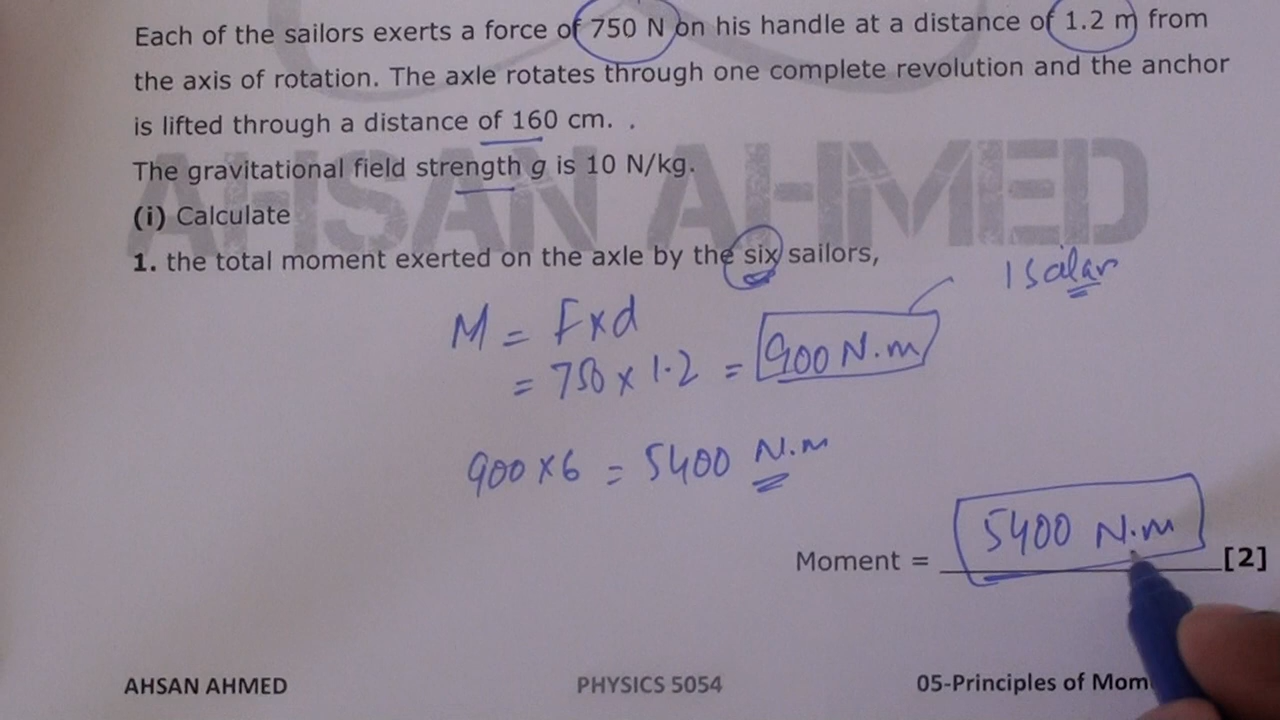 Each of the sailors exerts a force of 750 N on his handle at a distance of 1.2 m from
the axis of rotation. The axle rotates through one complete revolution and the anchor
is lifted through a distance of 160 cm. .
The gravitational field strength g is 10 N/kg.
AHSAN AHMED
(i) Calculate
1. the total moment exerted on the axle by the six sailors,
1 salar
M = F x d
= 750 x 1.2 = 900 N.m
900 x 6 = 5400 N.m
5400 N.m
Moment = [2]
AHSAN AHMED PHYSICS 5054 05-Principles of Mom